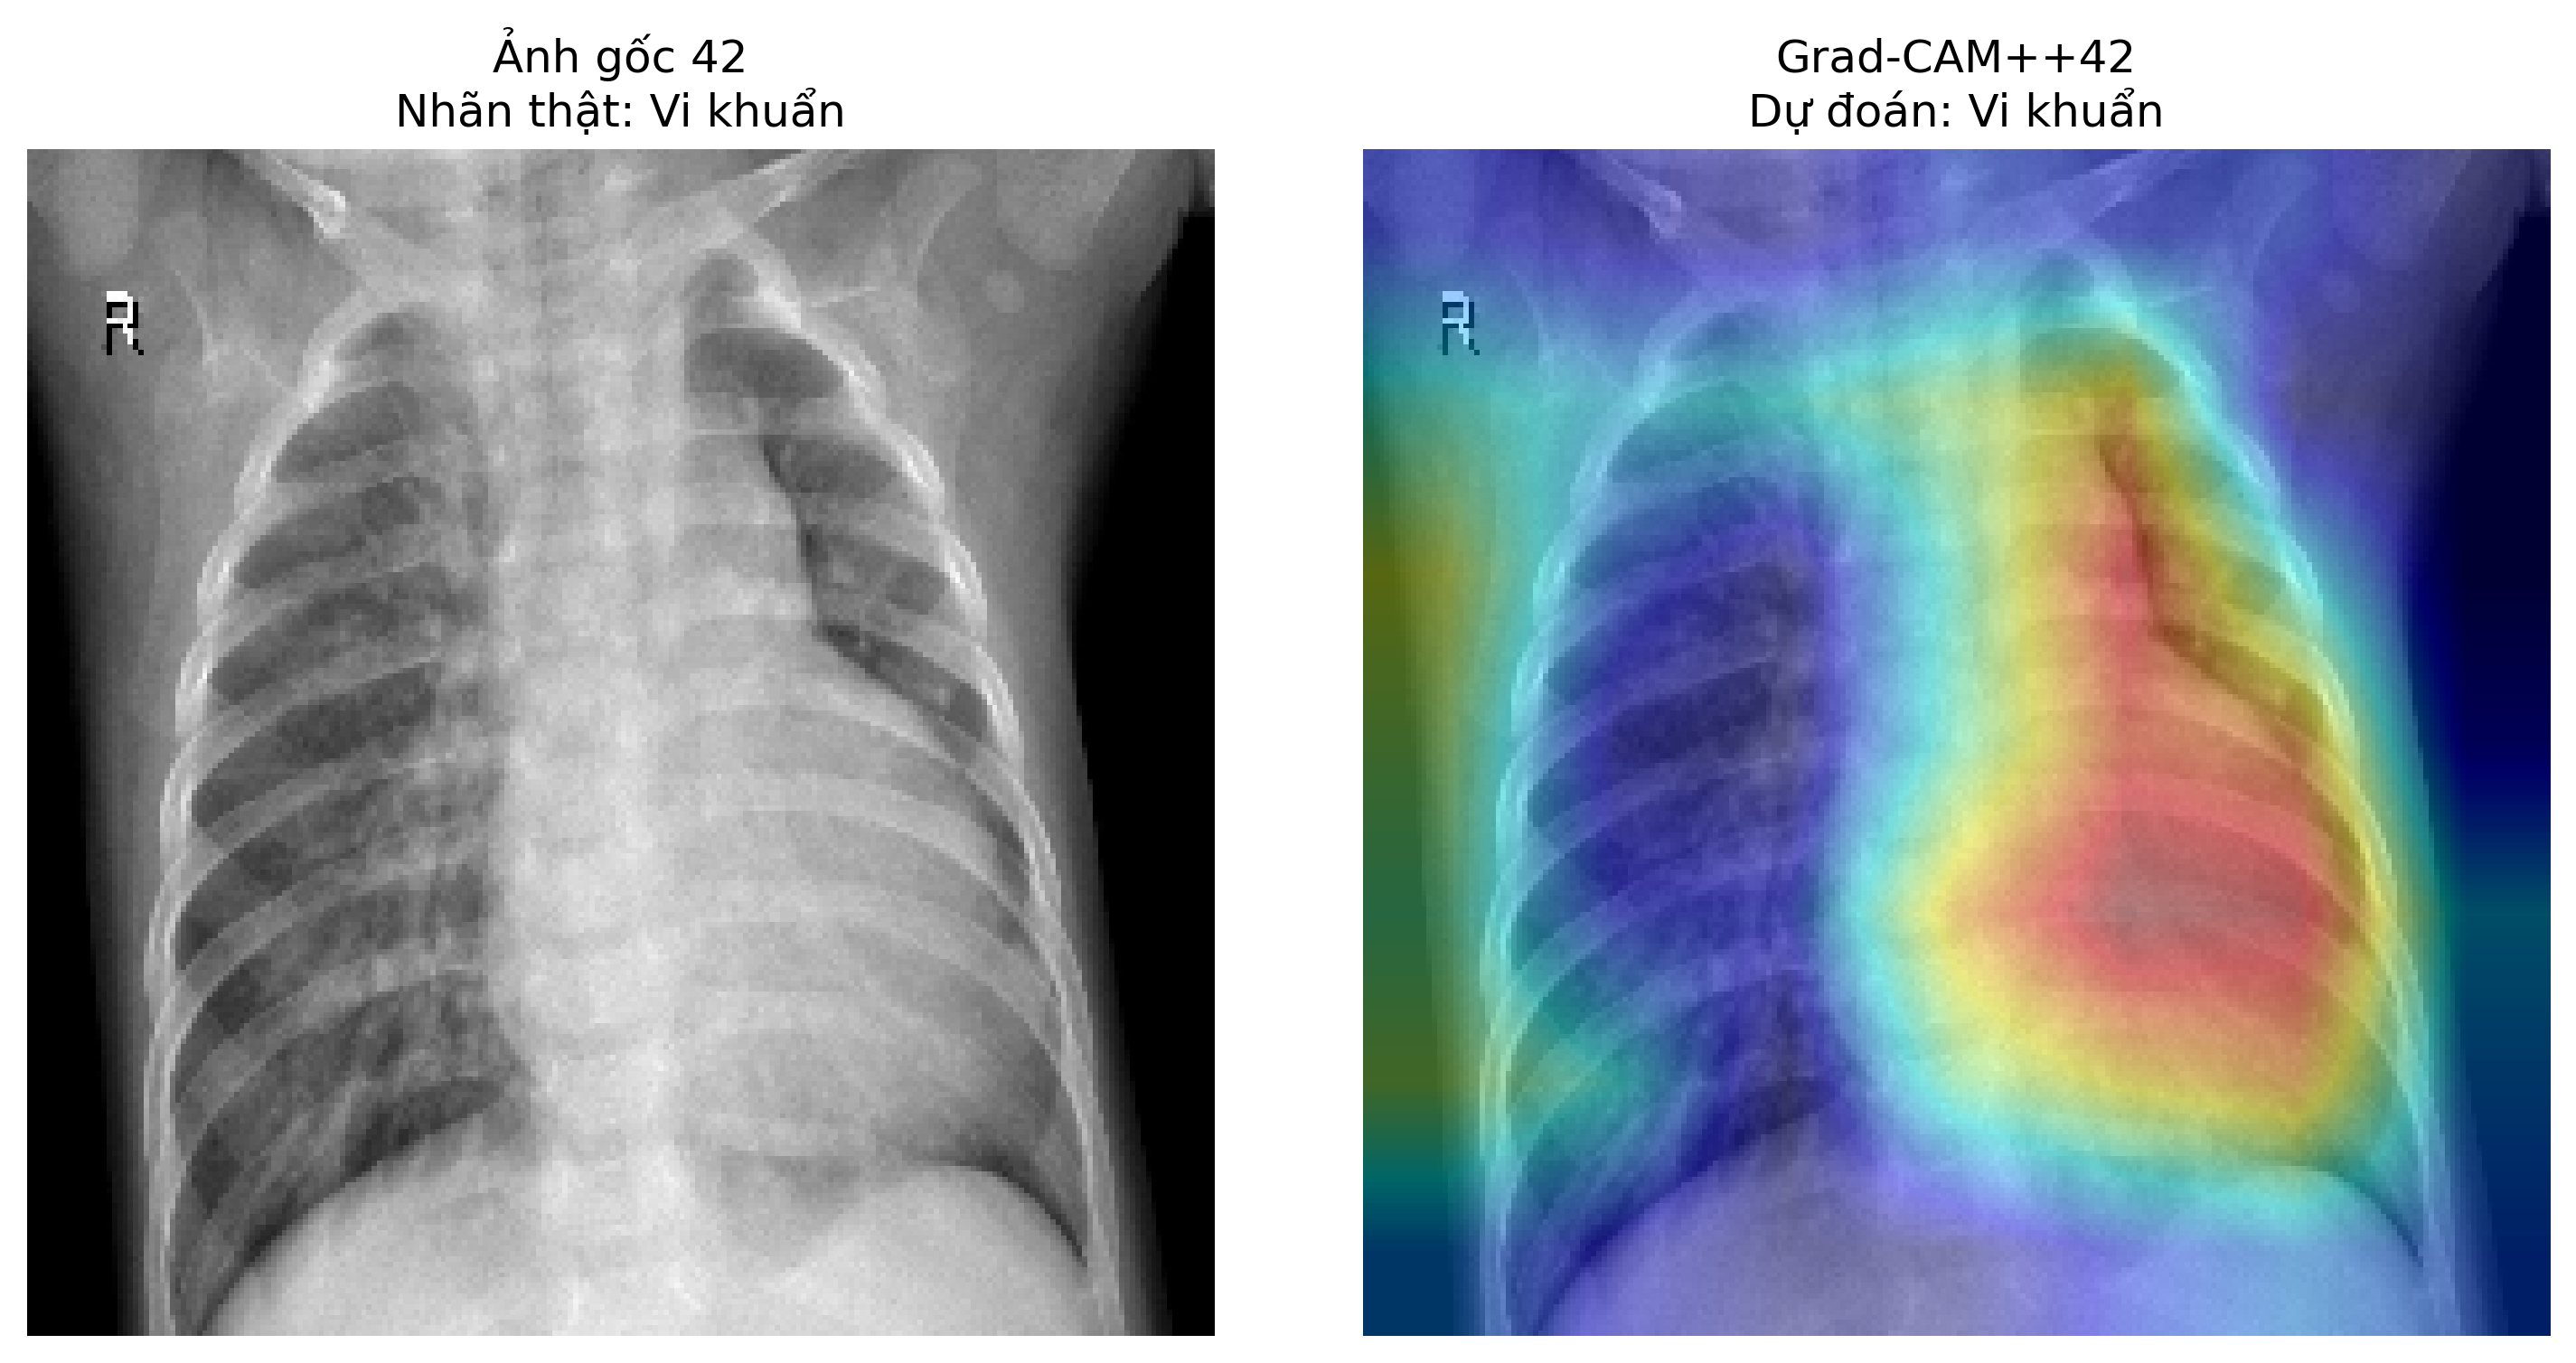 Ảnh gốc 42
Nhãn thật: Vi khuẩn
Grad-CAM++42
Dự đoán: Vi khuẩn
R
R